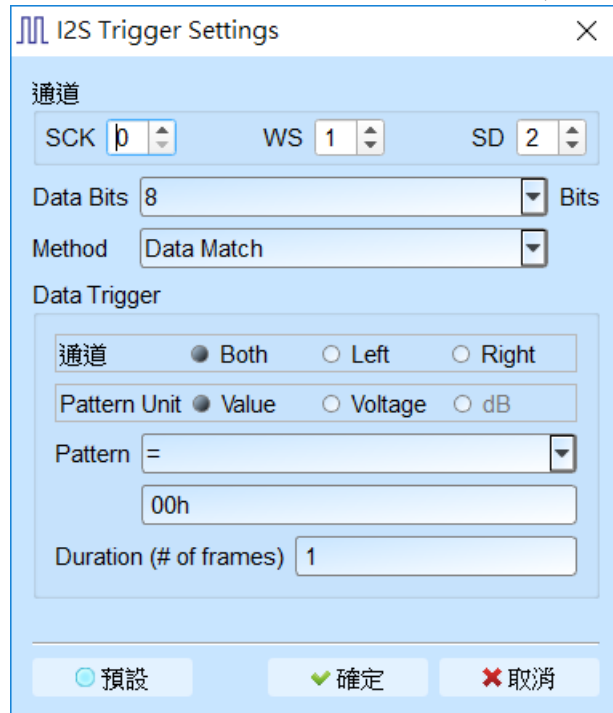 I2S Trigger Settings
通道
SCK 0 WS 1 SD 2
Data Bits 8 Bits
Method Data Match
Data Trigger
通道 Both Left Right
Pattern Unit Value Voltage dB
Pattern =
00h
Duration (# of frames) 1
預設 確定 取消